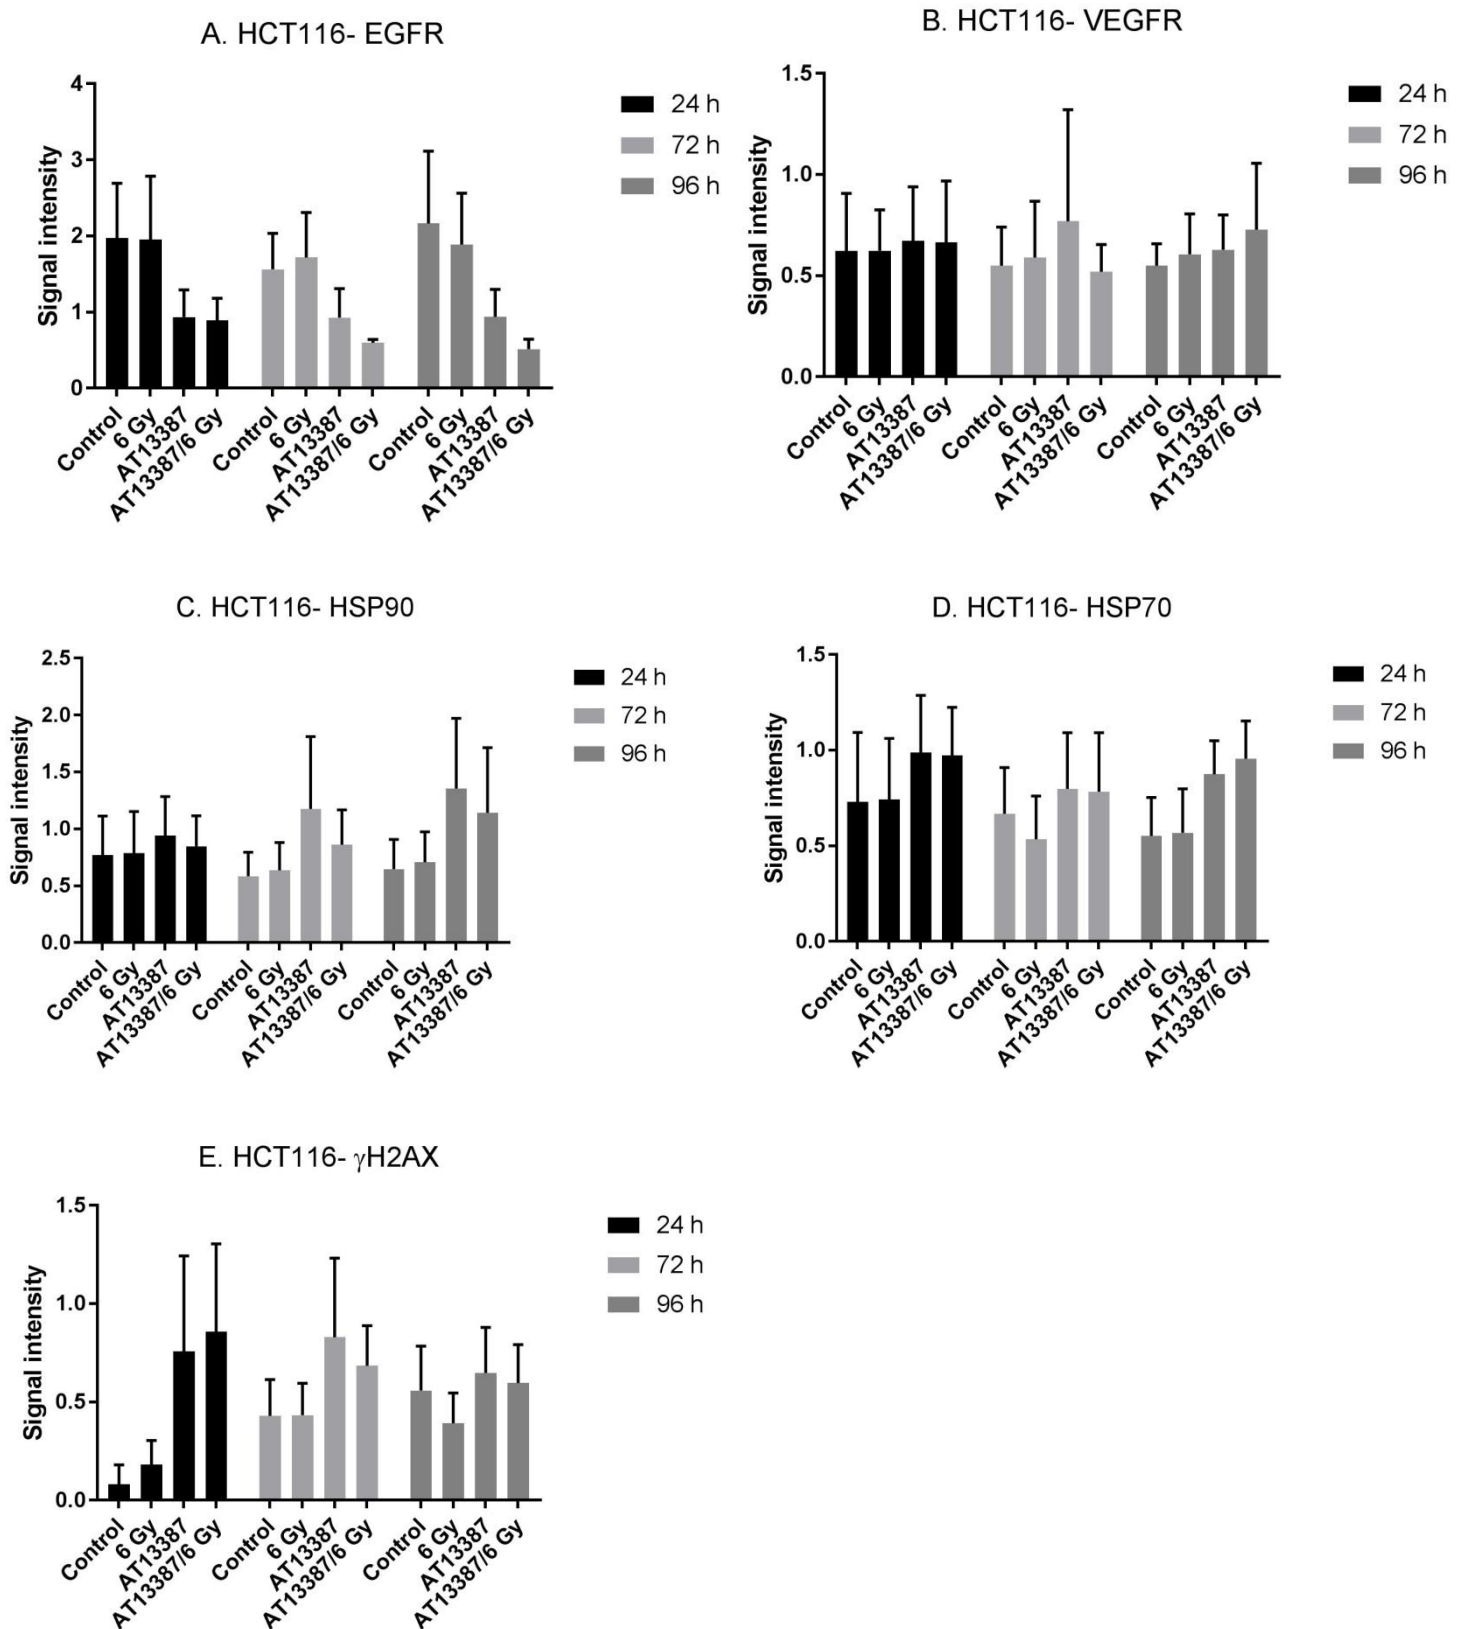 A. HCT116- EGFR
Signal intensity
4
3
2
1
0
Control
6 Gy
AT13387
AT13387/6 Gy
Control
6 Gy
AT13387
AT13387/6 Gy
Control
6 Gy
AT13387
AT13387/6 Gy
24 h
72 h
96 h
B. HCT116- VEGFR
Signal intensity
1.5
1.0
0.5
0.0
Control
6 Gy
AT13387
AT13387/6 Gy
Control
6 Gy
AT13387
AT13387/6 Gy
Control
6 Gy
AT13387
AT13387/6 Gy
24 h
72 h
96 h
C. HCT116- HSP90
Signal intensity
2.5
2.0
1.5
1.0
0.5
0.0
Control
6 Gy
AT13387
AT13387/6 Gy
Control
6 Gy
AT13387
AT13387/6 Gy
Control
6 Gy
AT13387
AT13387/6 Gy
24 h
72 h
96 h
D. HCT116- HSP70
Signal intensity
1.5
1.0
0.5
0.0
Control
6 Gy
AT13387
AT13387/6 Gy
Control
6 Gy
AT13387
AT13387/6 Gy
Control
6 Gy
AT13387
AT13387/6 Gy
24 h
72 h
96 h
E. HCT116- γH2AX
Signal intensity
1.5
1.0
0.5
0.0
Control
6 Gy
AT13387
AT13387/6 Gy
Control
6 Gy
AT13387
AT13387/6 Gy
Control
6 Gy
AT13387
AT13387/6 Gy
24 h
72 h
96 h